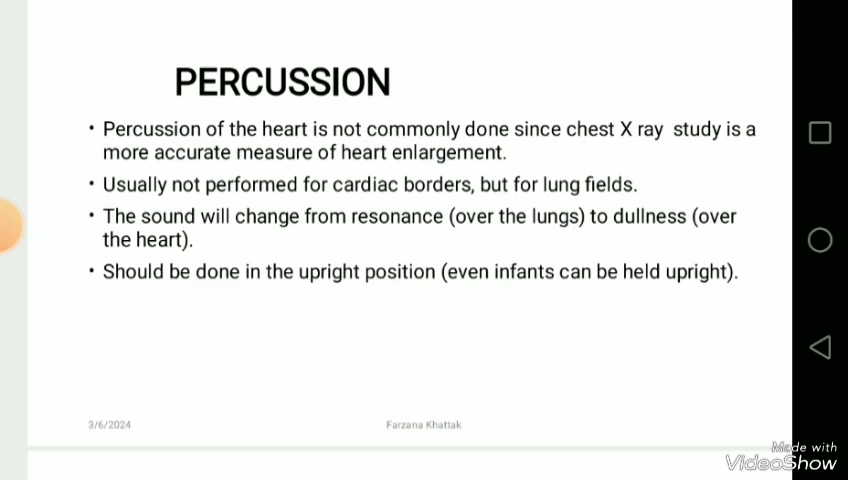 PERCUSSION
• Percussion of the heart is not commonly done since chest X ray study is a
more accurate measure of heart enlargement.
• Usually not performed for cardiac borders, but for lung fields.
• The sound will change from resonance (over the lungs) to dullness (over
the heart).
• Should be done in the upright position (even infants can be held upright).
3/6/2024
Farzana Khattak
Made with
VideoShow